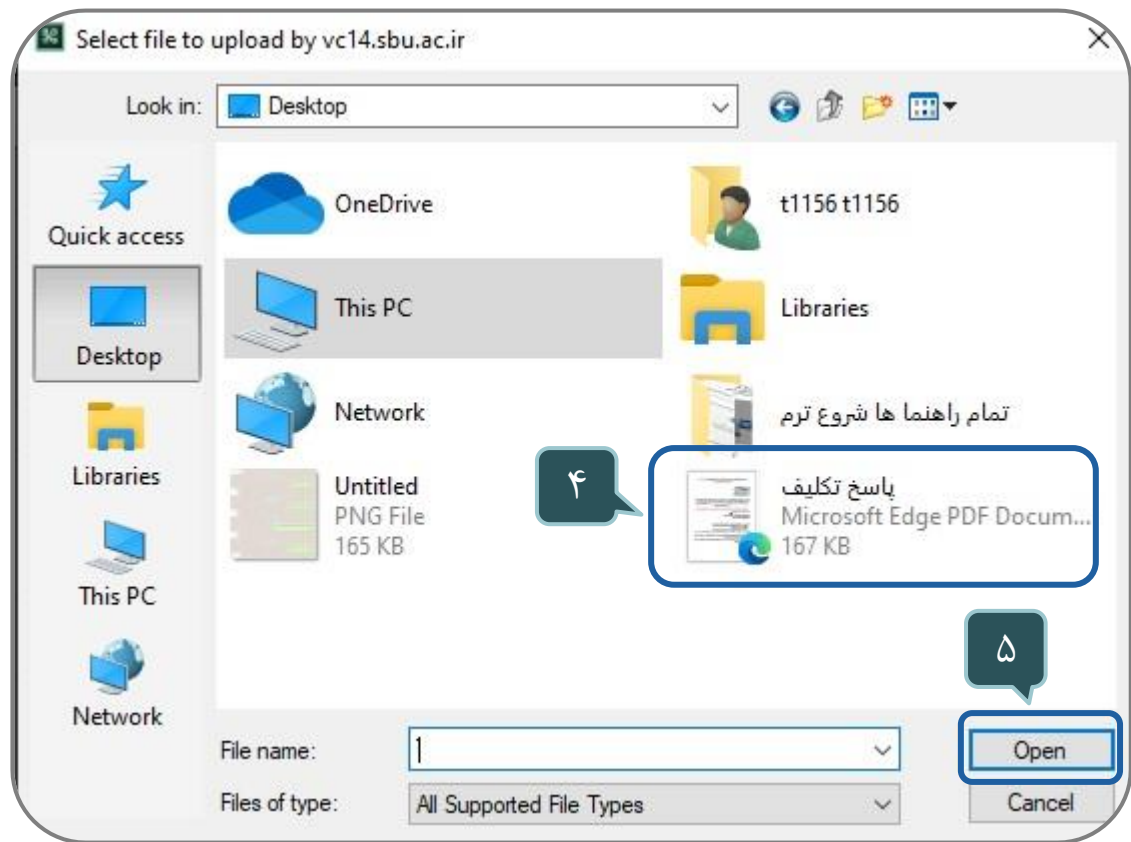 Select file to upload by vc14.sbu.ac.ir
Look in: Desktop
Quick access
Desktop
Libraries
This PC
Network
OneDrive
t1156 t1156
This PC
Libraries
Network
تمام راهنما ها شروع ترم
Untitled
PNG File
165 KB
۴
پاسخ تکلیف
Microsoft Edge PDF Docum...
167 KB
۵
File name:
Open
Files of type: All Supported File Types
Cancel